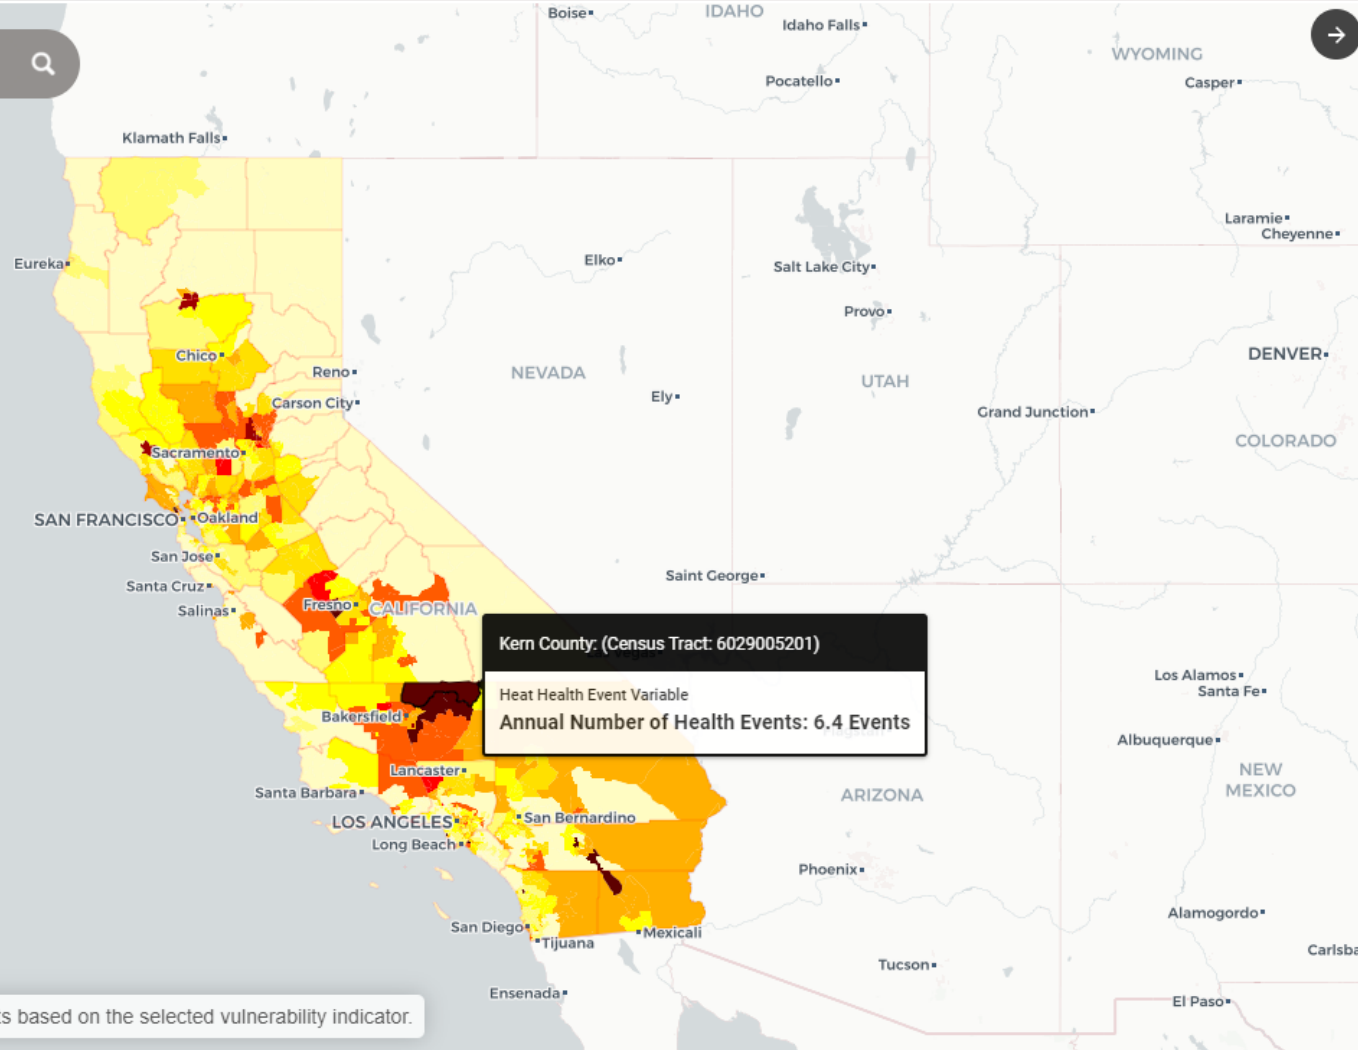 Boise
IDAHO
Idaho Falls
WYOMING
Pocatello
Casper
Klamath Falls
Laramie
Cheyenne
Eureka
Elko
Salt Lake City
Provo
Chico
Reno
NEVADA
UTAH
DENVER
Carson City
Ely
Grand Junction
COLORADO
Sacramento
SAN FRANCISCO
Oakland
San Jose
Saint George
Santa Cruz
Salinas
Fresno
CALIFORNIA
Kern County: (Census Tract: 6029005201)
Heat Health Event Variable
Annual Number of Health Events: 6.4 Events
Los Alamos
Santa Fe
Bakersfield
Albuquerque
Lancaster
NEW
MEXICO
Santa Barbara
ARIZONA
LOS ANGELES
San Bernardino
Long Beach
Phoenix
San Diego
Mexicali
Tijuana
Alamogordo
Carlsba
Tucson
Ensenada
El Paso
s based on the selected vulnerability indicator.